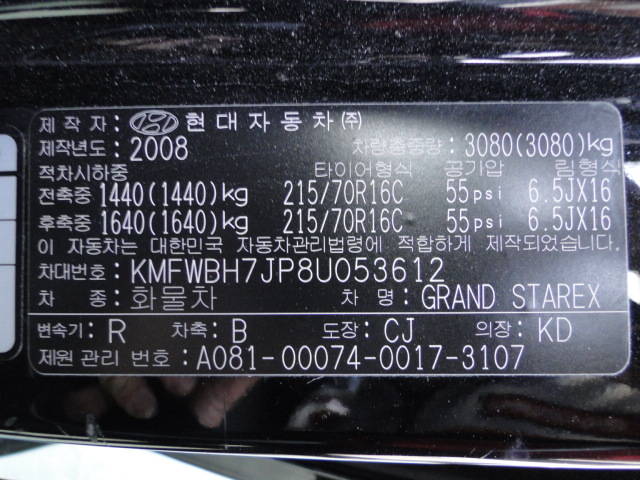 제 작 자 : 현대자동차㈜
제작년도 : 2008 차량총중량: 3080(3080)kg
적차시하중 타이어형식 공기압 림형식
전축중 1440(1440)kg 215/70R16C 55psi 6.5JX16
후축중 1640(1640)kg 215/70R16C 55psi 6.5JX16
이 자동차는 대한민국 자동차관리법령에 적합하게 제작되었음.
차대번호: KMFWBH7JP8U053612
차 종: 화물차 차 명: GRAND STAREX
변속기: R 차축: B 도장: CJ 의장: KD
제원 관리 번호: A081-00074-0017-3107